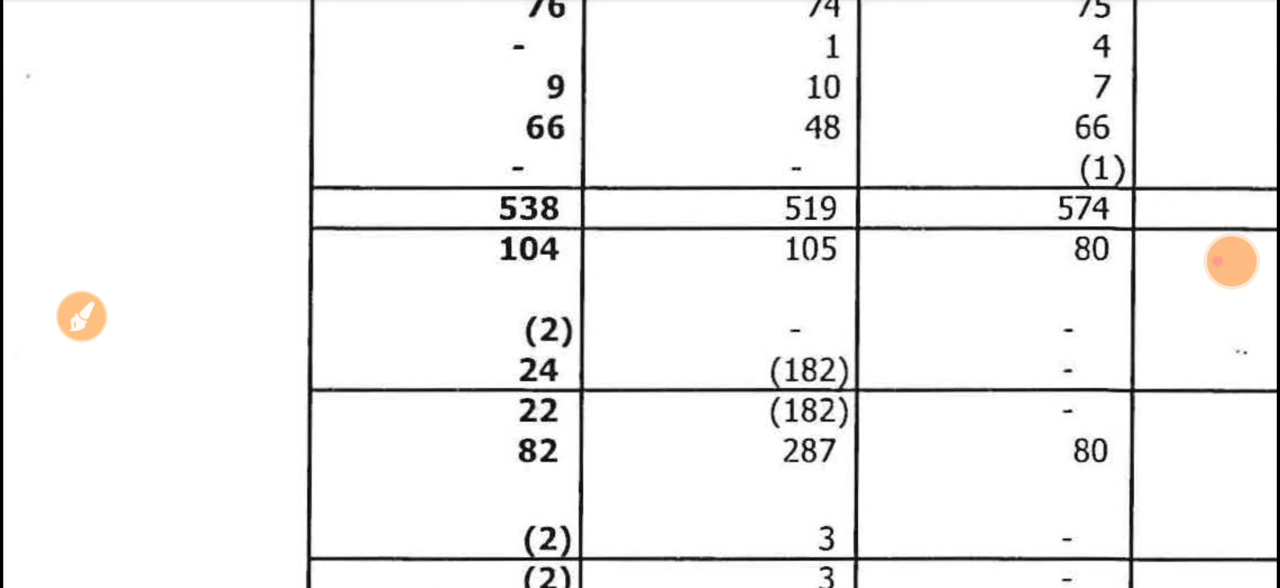 76 74 75
- 1 4
9 10 7
66 48 66
- - (1)
538 519 574
104 105 80
(2) - -
24 (182) -
22 (182) -
82 287 80
(2) 3 -
(2) 3 -